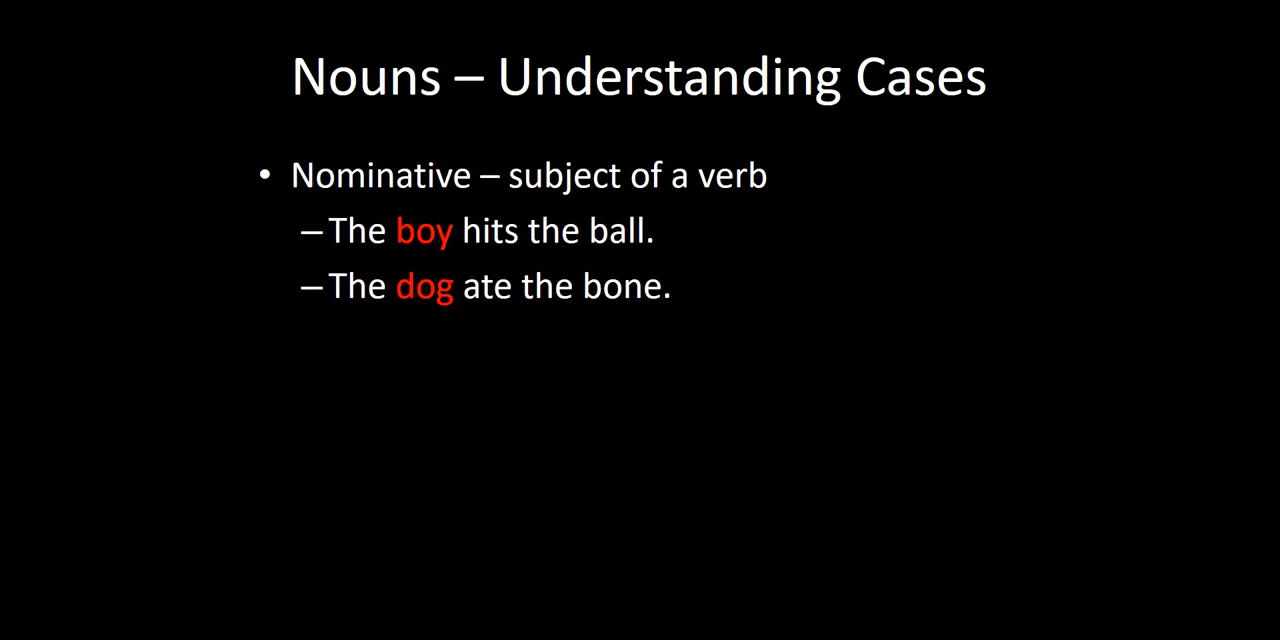 Nouns – Understanding Cases
• Nominative – subject of a verb
– The boy hits the ball.
– The dog ate the bone.